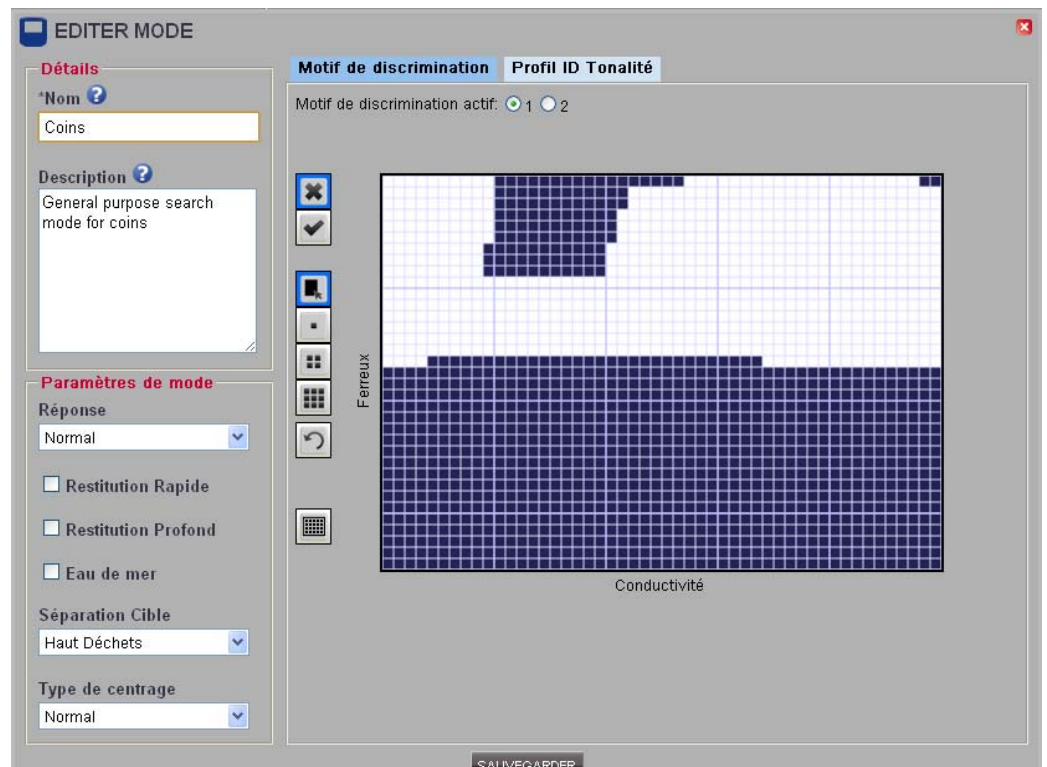 EDITER MODE
Détails
*Nom
Coins
Description
General purpose search
mode for coins
Paramètres de mode
Réponse
Normal
Restitution Rapide
Restitution Profond
Eau de mer
Séparation Cible
Haut Déchets
Type de centrage
Normal
Motif de discrimination
Profil ID Tonalité
Motif de discrimination actif: 1 2
Ferreux
Conductivité
SAUVEGARDER